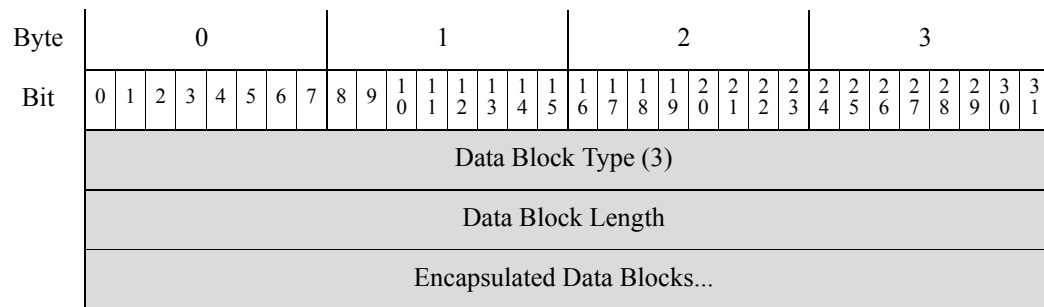 Byte 0 1 2 3
Bit 0 1 2 3 4 5 6 7 8 9 10 11 12 13 14 15 16 17 18 19 20 21 22 23 24 25 26 27 28 29 30 31
Data Block Type (3)
Data Block Length
Encapsulated Data Blocks...